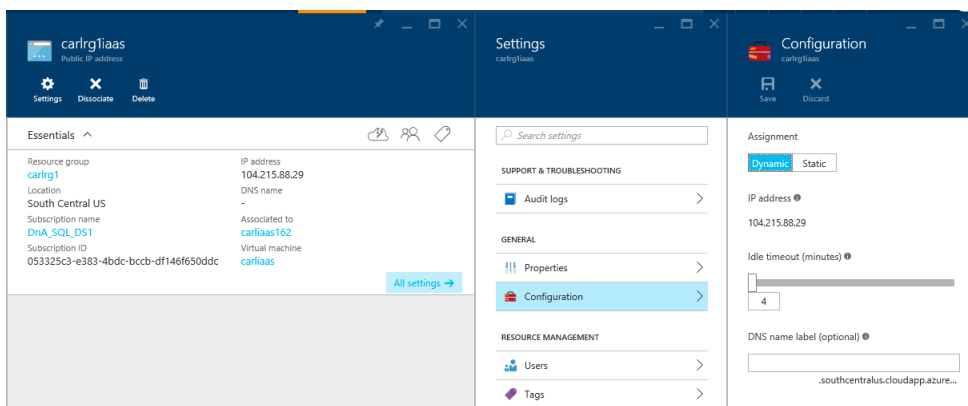 carlrg1iaas
Public IP address
Settings Dissociate Delete
Essentials
Resource group
carlrg1
Location
South Central US
Subscription name
DnA_SQL_DS1
Subscription ID
053325c3-e383-4bdc-bccb-df146f650ddc
IP address
104.215.88.29
DNS name
-
Associated to
carliaas162
Virtual machine
carliaas
All settings →
Settings
carlrg1iaas
Search settings
SUPPORT & TROUBLESHOOTING
Audit logs
GENERAL
Properties
Configuration
RESOURCE MANAGEMENT
Users
Tags
Configuration
carlrg1iaas
Save Discard
Assignment
Dynamic Static
IP address
104.215.88.29
Idle timeout (minutes)
4
DNS name label (optional)
.southcentralus.cloudapp.azure...